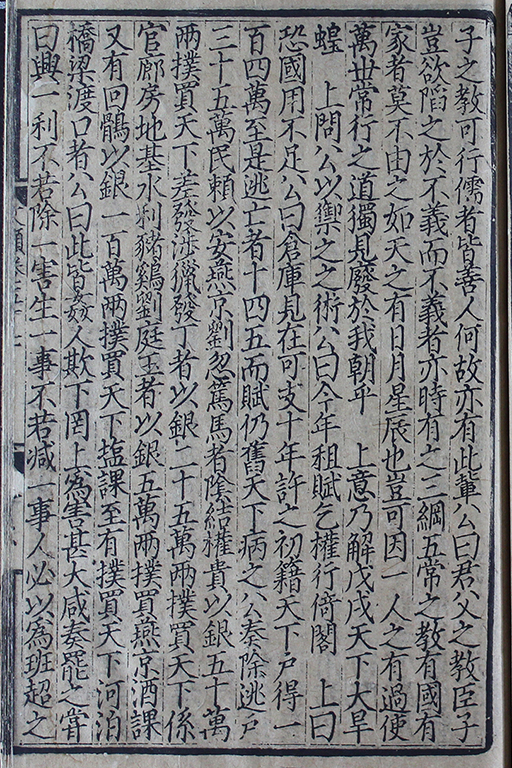 子之教可行儒者皆善人何故亦有此輩公曰君父之教臣子
豈欲䧟之於不義而不義者亦時有之三綱五常之教有國有
家者莫不由之如天之有日月星辰也豈可因一人之有過使
萬世常行之道獨見廢於我朝乎　上意乃解戊戌天下大旱
蝗　上問公以禦之之術公曰今年租賦乞權行倚閣　上曰
恐國用不足公曰倉庫見在可支十年許之初籍天下戶得一
百四萬至是逃亡者十四五而賦仍舊天下病之公奏除逃戶
三十五萬民賴以安燕京劉忽篤馬者陰結權貴以銀五十萬
兩撲買天下差發涉獵發丁者以銀二十五萬兩撲買天下係
官廊房地基水利豬鷄劉庭玉者以銀五萬兩撲買燕京酒課
又有回鶻以銀一百萬兩撲買天下塩課至有撲買天下河泊
橋梁渡口者公曰此皆姦人欺下罔上為害甚大咸奏罷之甞
曰興一利不若除一害生一事不若减一事人必以為班超之